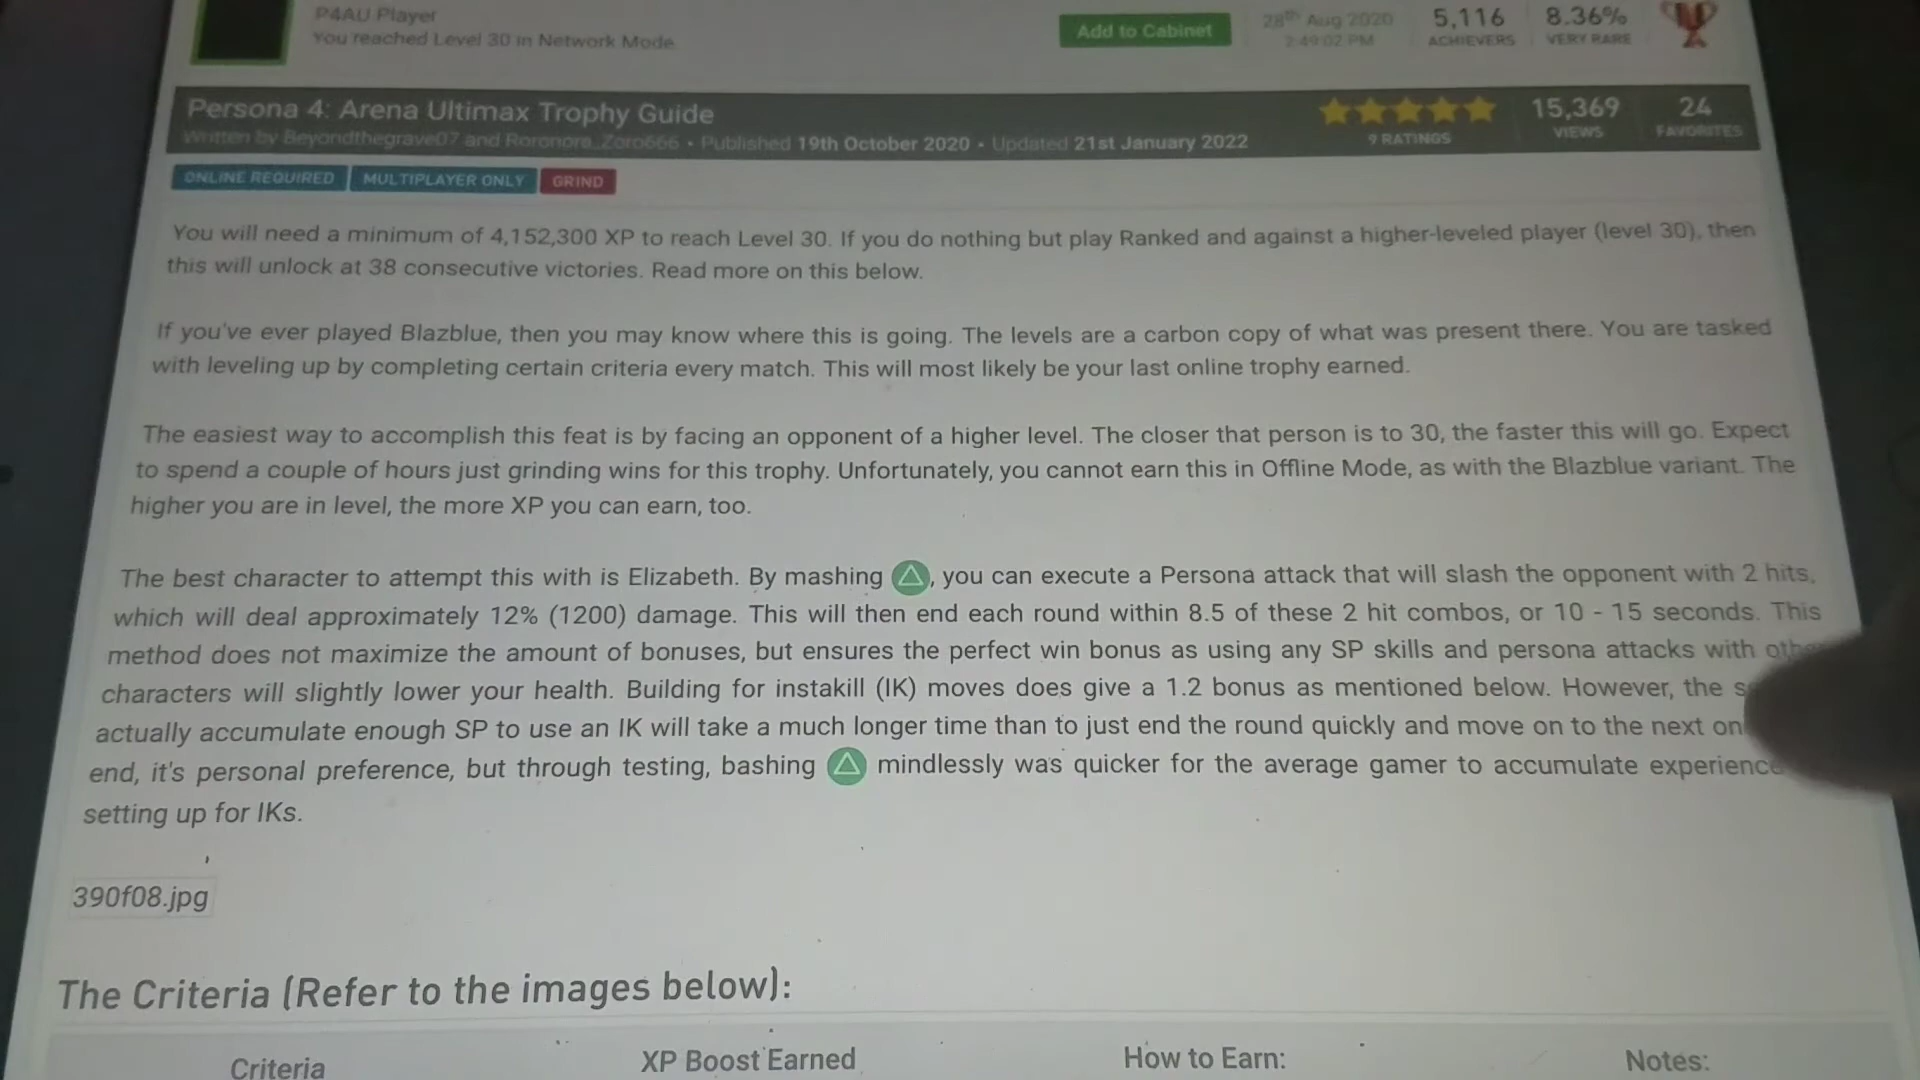 P4AU Player
You reached Level 30 in Network Mode
Add to Cabinet
28th Aug 2020
2:49:02 PM
5,116
ACHIEVERS
8.36%
VERY RARE
Persona 4: Arena Ultimax Trophy Guide
Written by Beyondthegrave07 and Roronora_Zoro666 • Published 19th October 2020 • Updated 21st January 2022
9 RATINGS
15,369
VIEWS
24
FAVORITES
ONLINE REQUIRED
MULTIPLAYER ONLY
GRIND
You will need a minimum of 4,152,300 XP to reach Level 30. If you do nothing but play Ranked and against a higher-leveled player (level 30), then
this will unlock at 38 consecutive victories. Read more on this below.
If you've ever played Blazblue, then you may know where this is going. The levels are a carbon copy of what was present there. You are tasked
with leveling up by completing certain criteria every match. This will most likely be your last online trophy earned.
The easiest way to accomplish this feat is by facing an opponent of a higher level. The closer that person is to 30, the faster this will go. Expect
to spend a couple of hours just grinding wins for this trophy. Unfortunately, you cannot earn this in Offline Mode, as with the Blazblue variant. The
higher you are in level, the more XP you can earn, too.
The best character to attempt this with is Elizabeth. By mashing , you can execute a Persona attack that will slash the opponent with 2 hits,
which will deal approximately 12% (1200) damage. This will then end each round within 8.5 of these 2 hit combos, or 10 - 15 seconds. This
method does not maximize the amount of bonuses, but ensures the perfect win bonus as using any SP skills and persona attacks with
characters will slightly lower your health. Building for instakill (IK) moves does give a 1.2 bonus as mentioned below. However, the
actually accumulate enough SP to use an IK will take a much longer time than to just end the round quickly and move on to the next
end, it's personal preference, but through testing, bashing mindlessly was quicker for the average gamer to accumulate experience
setting up for IKs.
390f08.jpg
The Criteria (Refer to the images below):
Criteria
XP Boost Earned
How to Earn:
Notes: